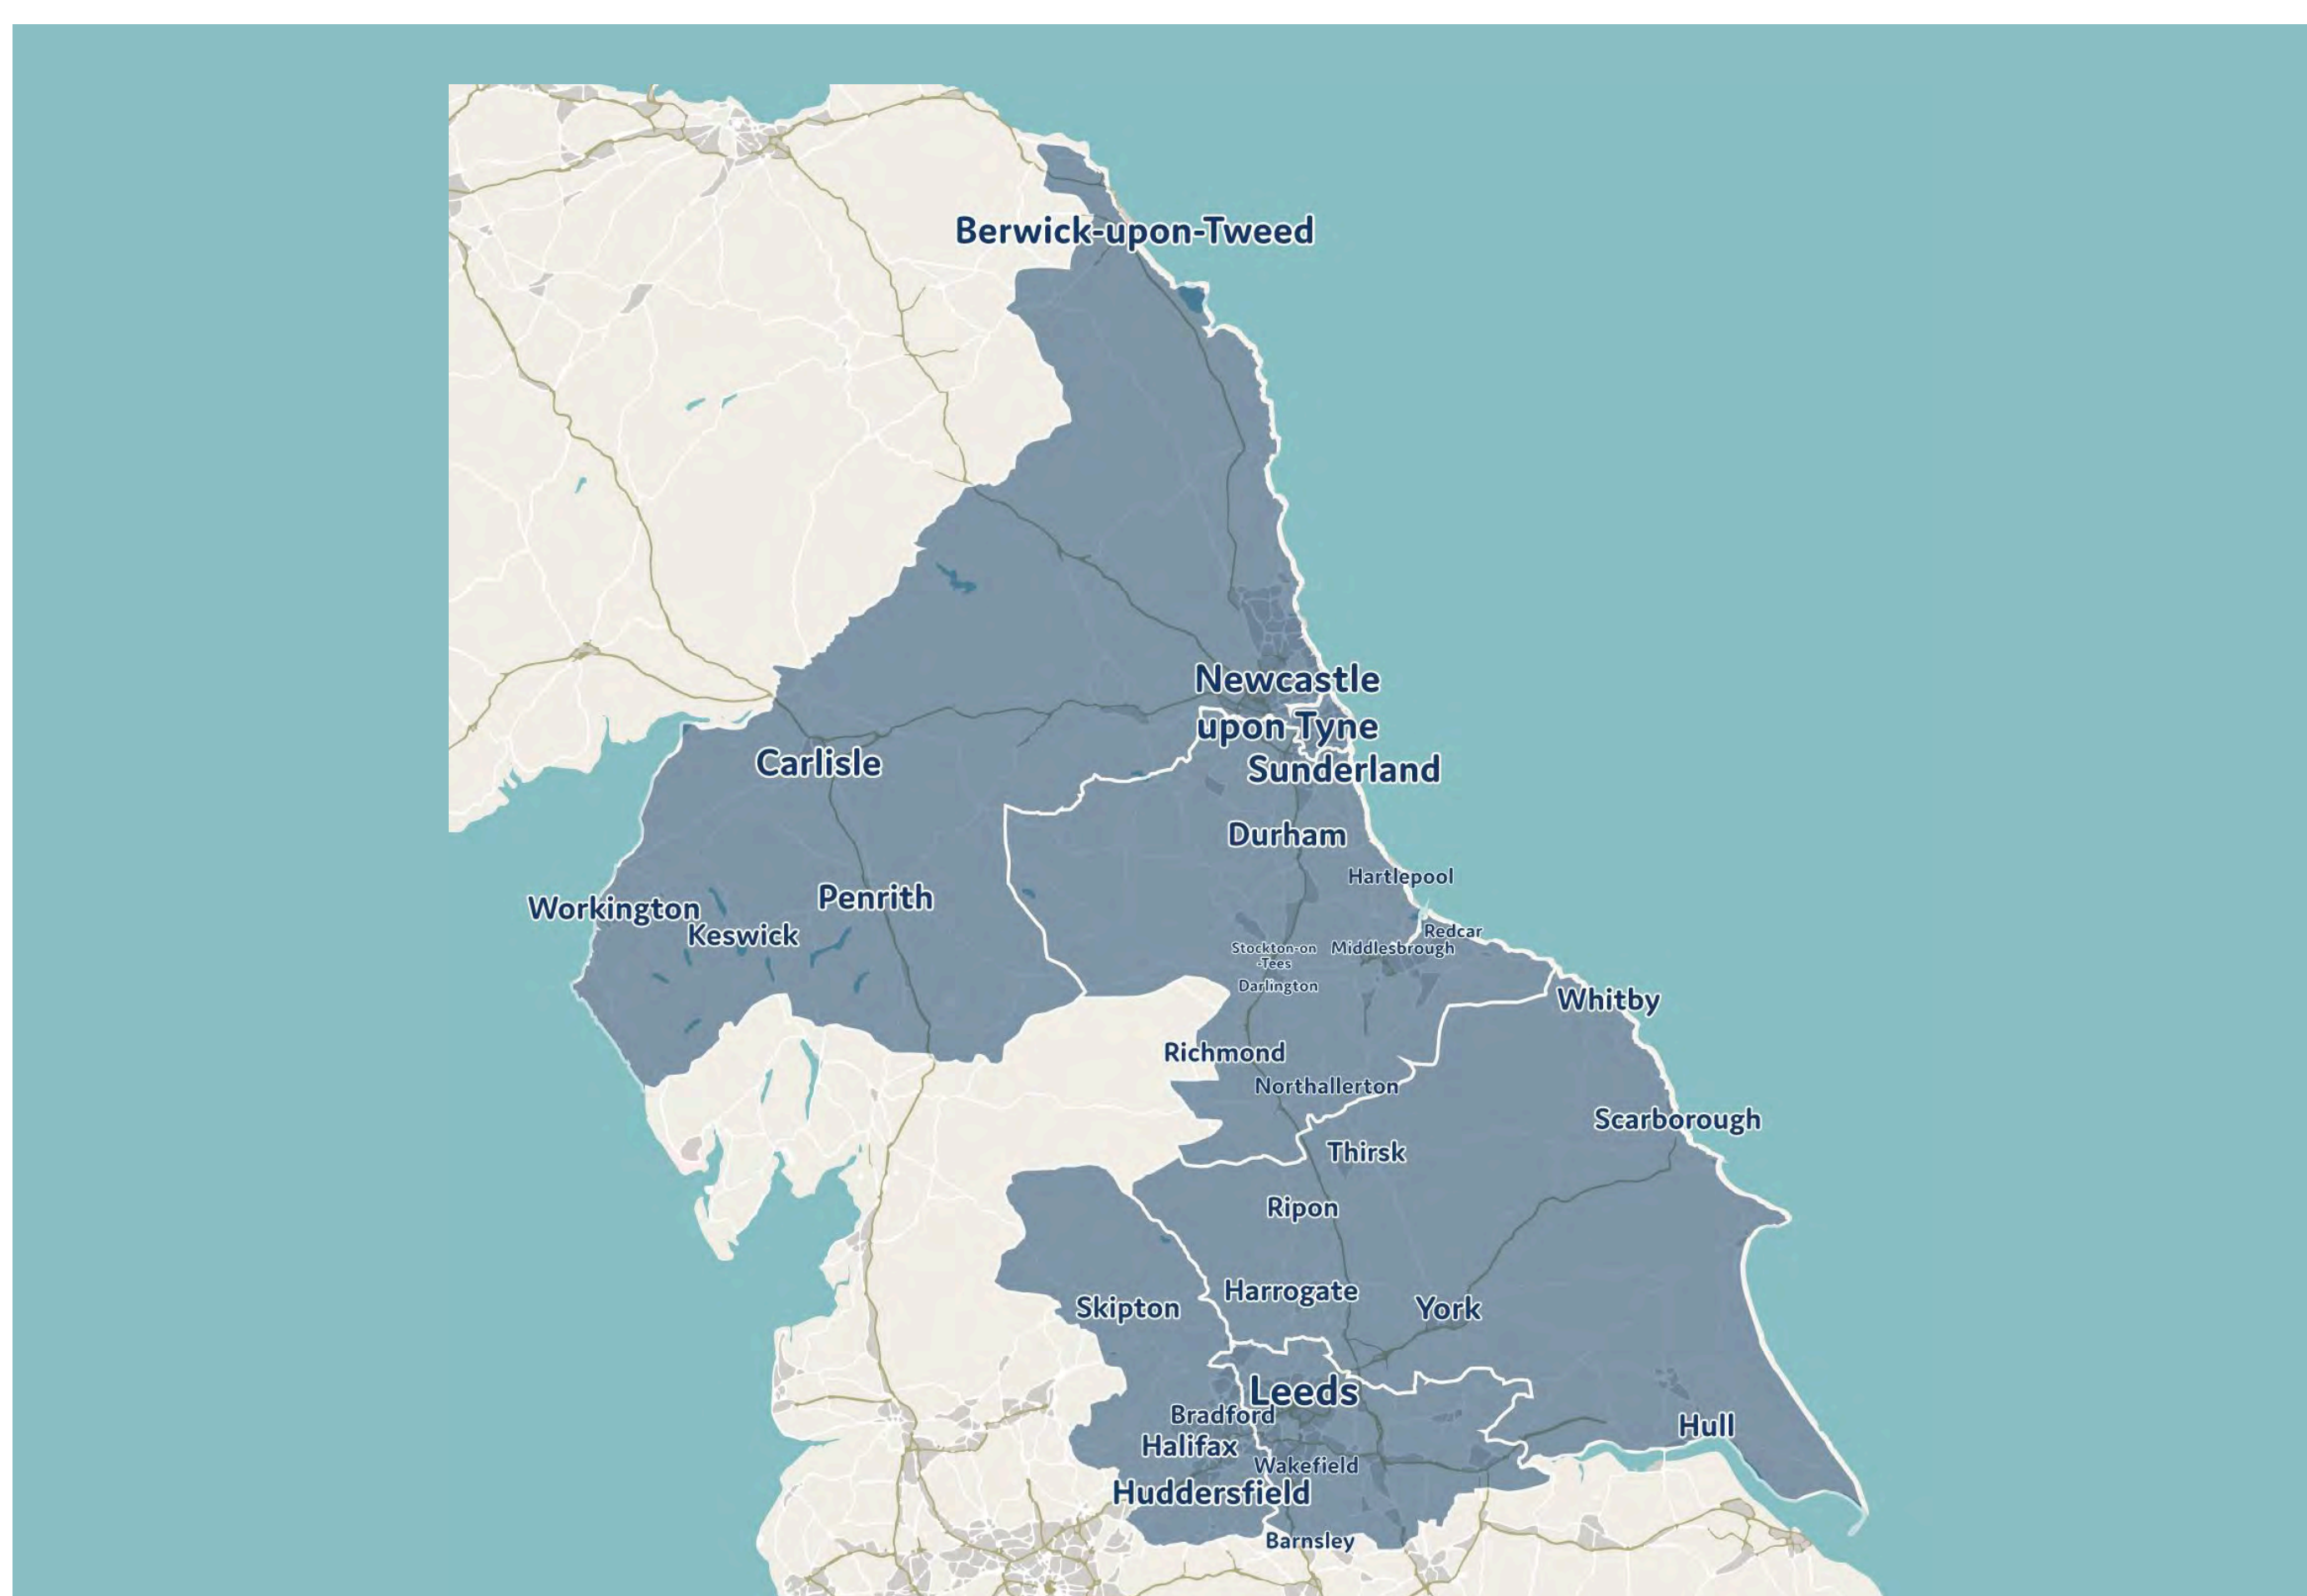 Berwick-upon-Tweed
Newcastle
upon Tyne
Carlisle
Sunderland
Durham
Hartlepool
Penrith
Workington
Keswick
Redcar
Stockton-on
-Tees
Middlesbrough
Darlington
Whitby
Richmond
Northallerton
Scarborough
Thirsk
Ripon
Harrogate
Skipton
York
Leeds
Bradford
Hull
Halifax
Wakefield
Huddersfield
Barnsley